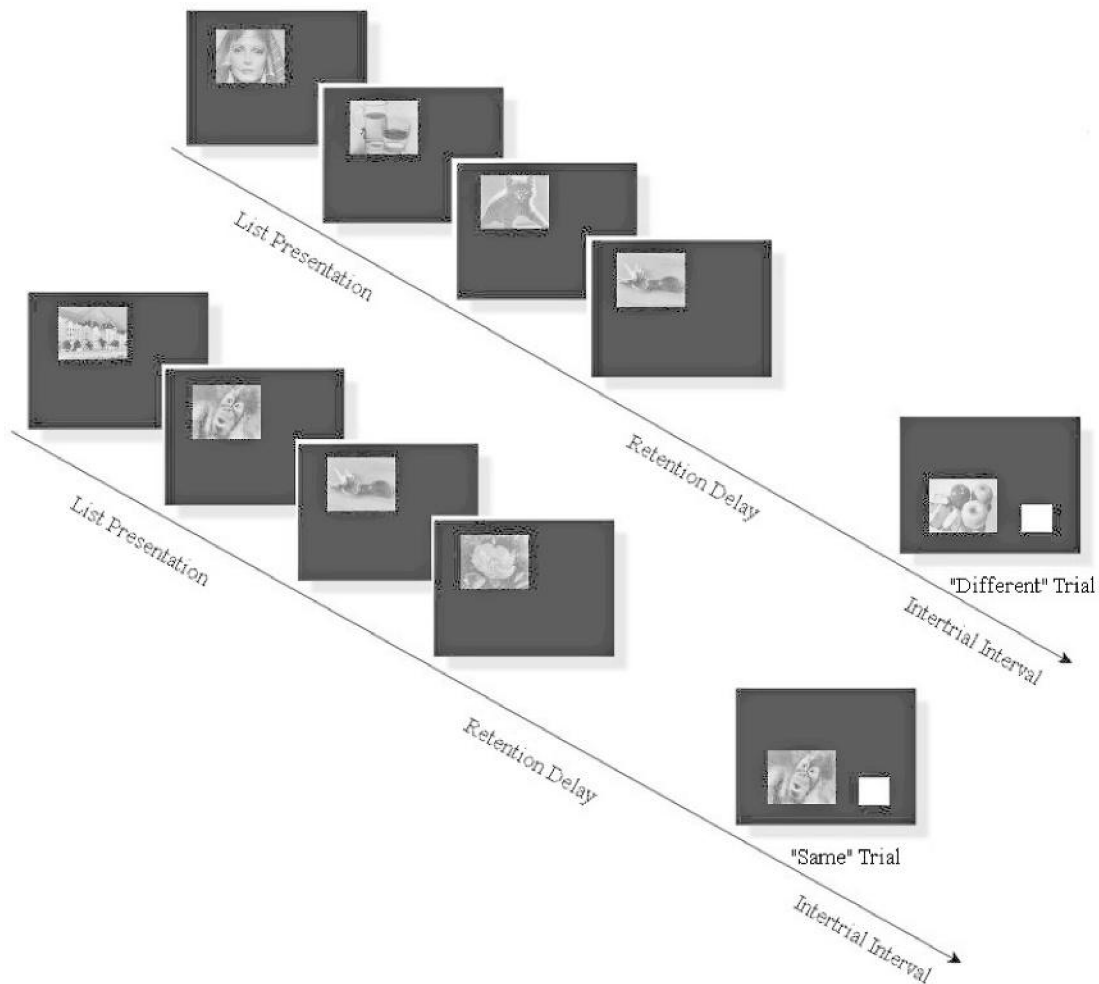 List Presentation
Retention Delay
"Different" Trial
Intertrial Interval
List Presentation
Retention Delay
"Same" Trial
Intertrial Interval